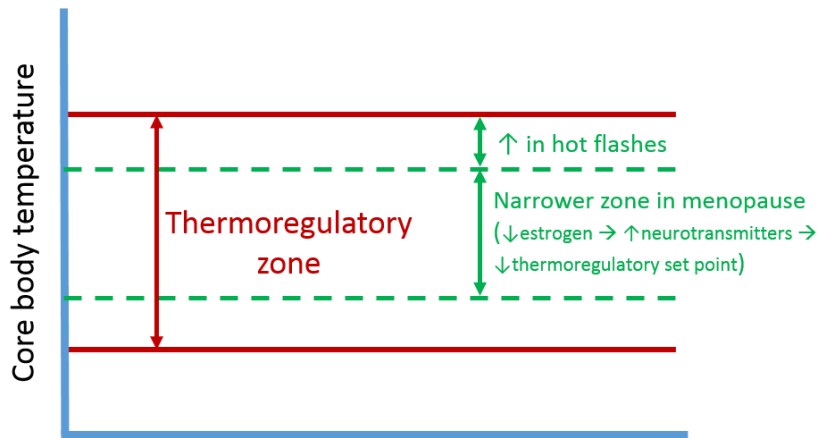 Core body temperature
Thermoregulatory
zone
↑ in hot flashes
Narrower zone in menopause
(↓estrogen → ↑neurotransmitters →
↓thermoregulatory set point)